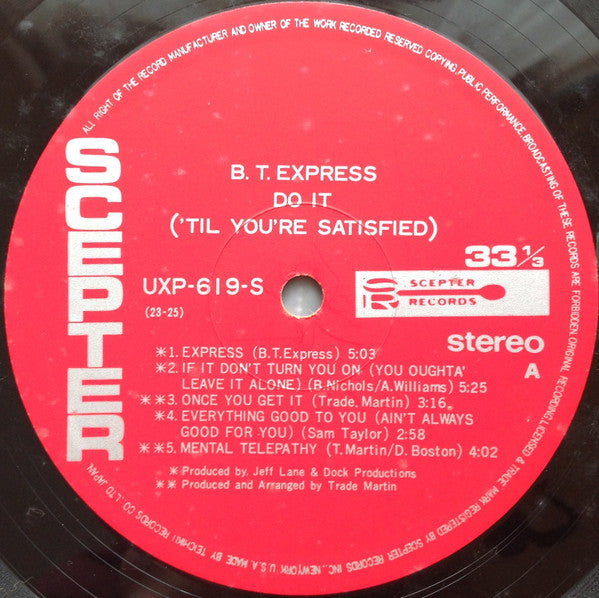 ALL RIGHT OF THE RECORD MANUFACTURER AND OWNER OF THE WORK RECORDED RESERVED COPYING, PUBLIC PERFORMANCE, BROADCASTING OF THESE RECORDS ARE FORBIDDEN. ORIGINAL RECORDING, LICENSED & TRADE MARK REGISTERED BY SCEPTER RECORDS INC., NEWYORK U.S.A. MADE BY TEICHIKU RECORDS CO. LTD JAPAN.
SCEPTER
B.T. EXPRESS
DO IT
('TIL YOU'RE SATISFIED)
33 1/3
UXP-619-S
(23-25)
SR SCEPTER
RECORDS
stereo
A
*1. EXPRESS (B.T.Express) 5:03
*2. IF IT DON'T TURN YOU ON (YOU OUGHTA'
LEAVE IT ALONE) (B.Nichols/A.Williams) 5:25
**3. ONCE YOU GET IT (Trade. Martin) 3:16
*4. EVERYTHING GOOD TO YOU (AIN'T ALWAYS
GOOD FOR YOU) (Sam Taylor) 2:58
**5. MENTAL TELEPATHY (T.Martin/D.Boston) 4:02
* Produced by. Jeff Lane & Dock Productions
** Produced and Arranged by Trade Martin